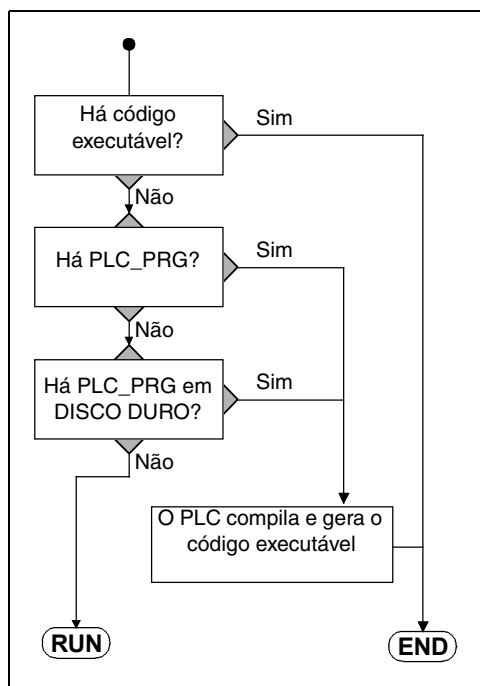 Há código
executável?
Sim
Não
Há PLC_PRG?
Sim
Não
Há PLC_PRG em
DISCO DURO?
Sim
Não
O PLC compila e gera o
código executável
RUN
END